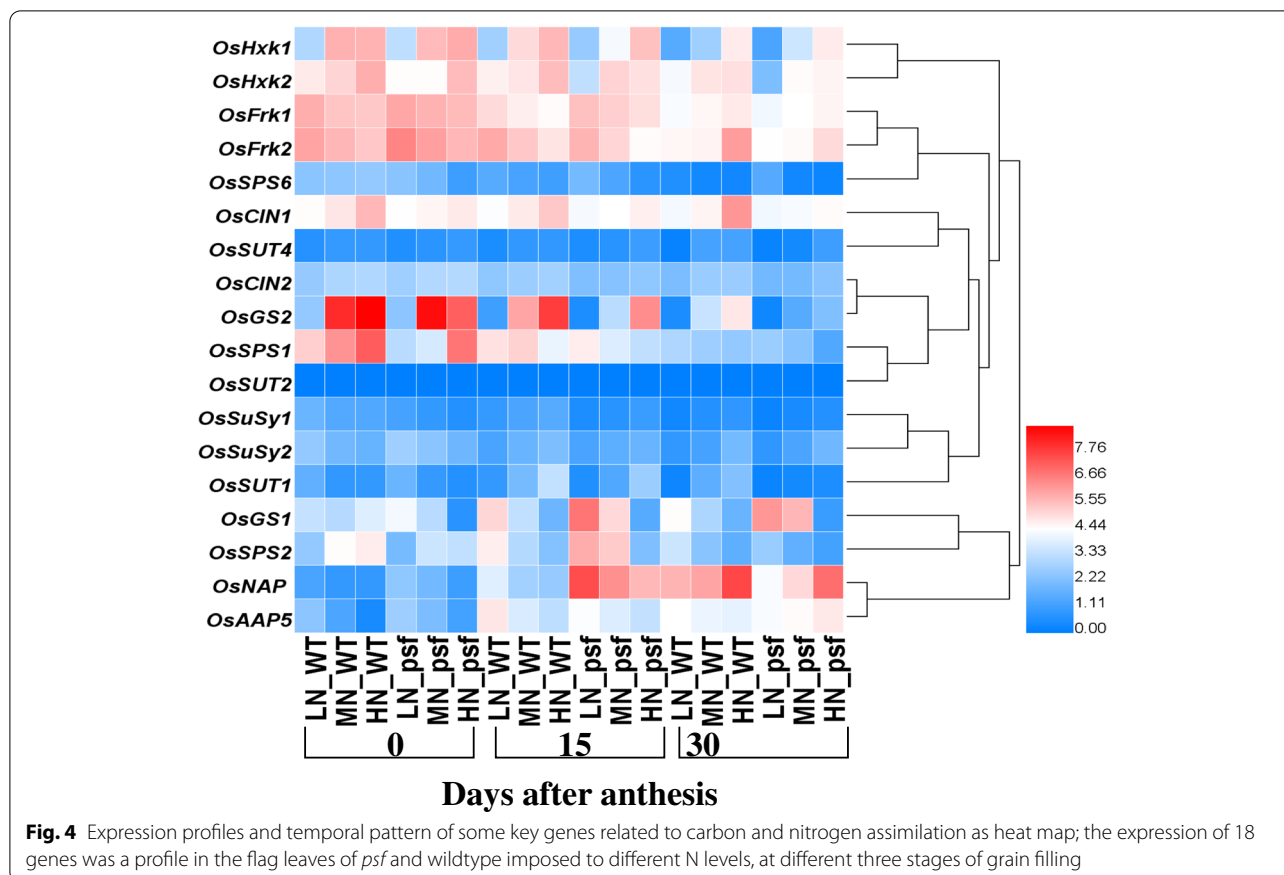 OsHxk1
OsHxk2
OsFrk1
OsFrk2
OsSPS6
OsCIN1
OsSUT4
OsCIN2
OsGS2
OsSPS1
OsSUT2
OsSuSy1
OsSuSy2
OsSUT1
OsGS1
OsSPS2
OsNAP
OsAAP5
7.76
6.66
5.55
4.44
3.33
2.22
1.11
0.00
LN_WT
MN_WT
HN_WT
LN_psf
MN_psf
HN_psf
LN_WT
MN_WT
HN_WT
LN_psf
MN_psf
HN_psf
LN_WT
MN_WT
HN_WT
LN_psf
MN_psf
HN_psf
0 15 30
Days after anthesis
Fig. 4 Expression profiles and temporal pattern of some key genes related to carbon and nitrogen assimilation as heat map; the expression of 18
genes was a profile in the flag leaves of psf and wildtype imposed to different N levels, at different three stages of grain filling